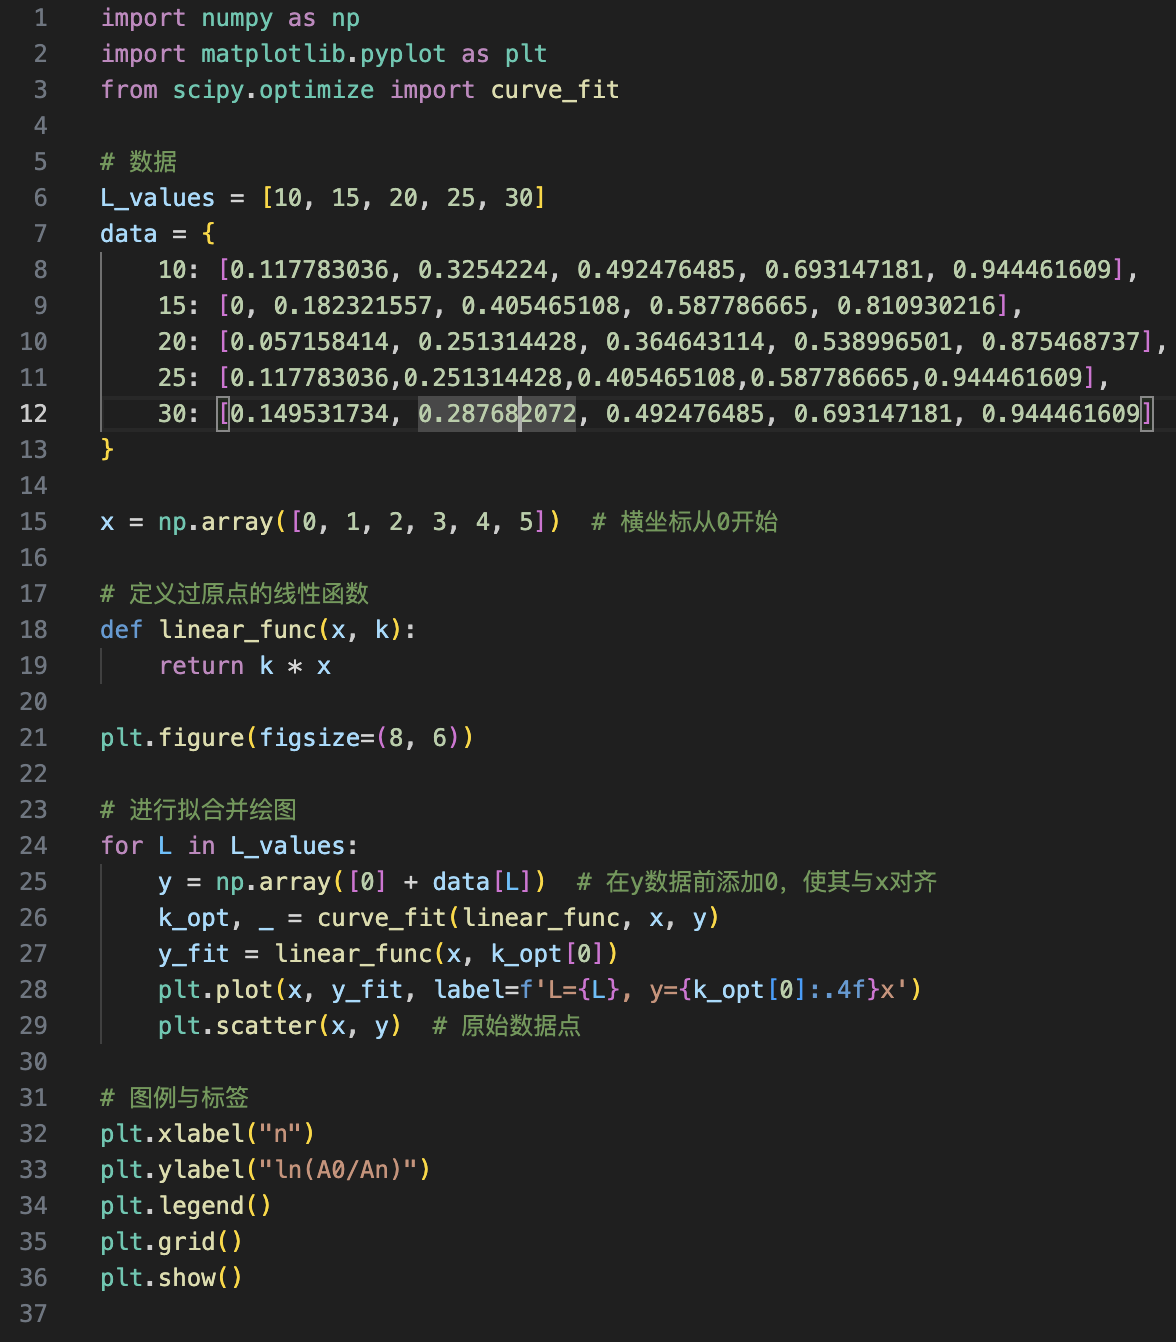 1 import numpy as np
2 import matplotlib.pyplot as plt
3 from scipy.optimize import curve_fit
4
5 # 数据
6 L_values = [10, 15, 20, 25, 30]
7 data = {
8     10: [0.117783036, 0.3254224, 0.492476485, 0.693147181, 0.944461609],
9     15: [0, 0.182321557, 0.405465108, 0.587786665, 0.810930216],
10     20: [0.057158414, 0.251314428, 0.364643114, 0.538996501, 0.875468737],
11     25: [0.117783036,0.251314428,0.405465108,0.587786665,0.944461609],
12     30: [0.149531734, 0.287682072, 0.492476485, 0.693147181, 0.944461609]
13 }
14
15 x = np.array([0, 1, 2, 3, 4, 5])  # 横坐标从0开始
16
17 # 定义过原点的线性函数
18 def linear_func(x, k):
19     return k * x
20
21 plt.figure(figsize=(8, 6))
22
23 # 进行拟合并绘图
24 for L in L_values:
25     y = np.array([0] + data[L])  # 在y数据前添加0，使其与x对齐
26     k_opt, _ = curve_fit(linear_func, x, y)
27     y_fit = linear_func(x, k_opt[0])
28     plt.plot(x, y_fit, label=f'L={L}, y={k_opt[0]:.4f}x')
29     plt.scatter(x, y)  # 原始数据点
30
31 # 图例与标签
32 plt.xlabel("n")
33 plt.ylabel("ln(A0/An)")
34 plt.legend()
35 plt.grid()
36 plt.show()
37